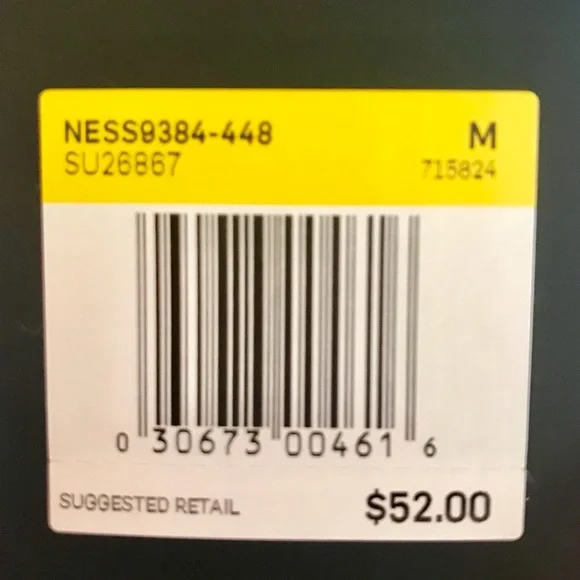 NESS9384-448 M
SU26867 715824
0 30673 00461 6
SUGGESTED RETAIL $52.00